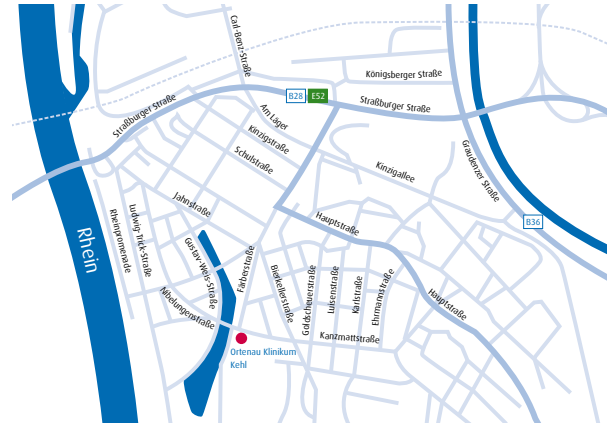 Carl-Benz-Straße
Königsberger Straße
B28
E52
Straßburger Straße
Straßburger Straße
Am Läger
Kinzigstraße
Schulstraße
Kinzigallee
Graudenzer Straße
Jahnstraße
Hauptstraße
B36
Rhein
Rheinpromenade
Ludwig-Trick-Straße
Gustav-Weis-Straße
Färberstraße
Bierkellerstraße
Goldscheuerstraße
Luisenstraße
Karlstraße
Ehrmannstraße
Hauptstraße
Nibelungenstraße
Kanzmattstraße
Ortenau Klinikum
Kehl